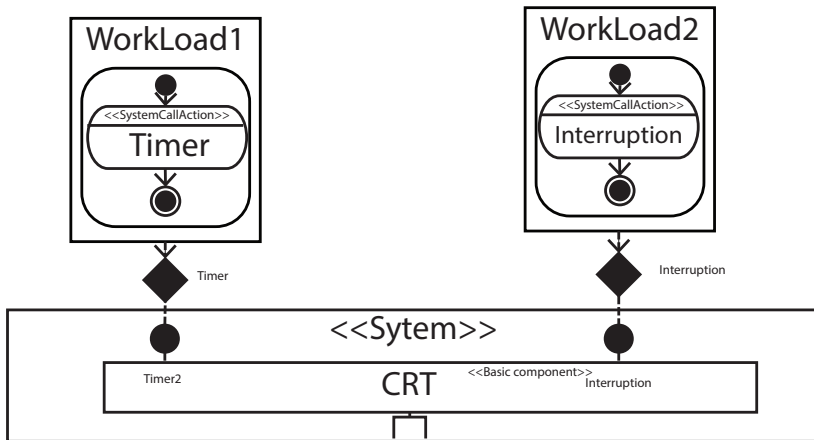 WorkLoad1
<<SystemCallAction>>
Timer
WorkLoad2
<<SystemCallAction>>
Interruption
Timer
Interruption
<<Sytem>>
Timer2
CRT
<<Basic component>>
Interruption